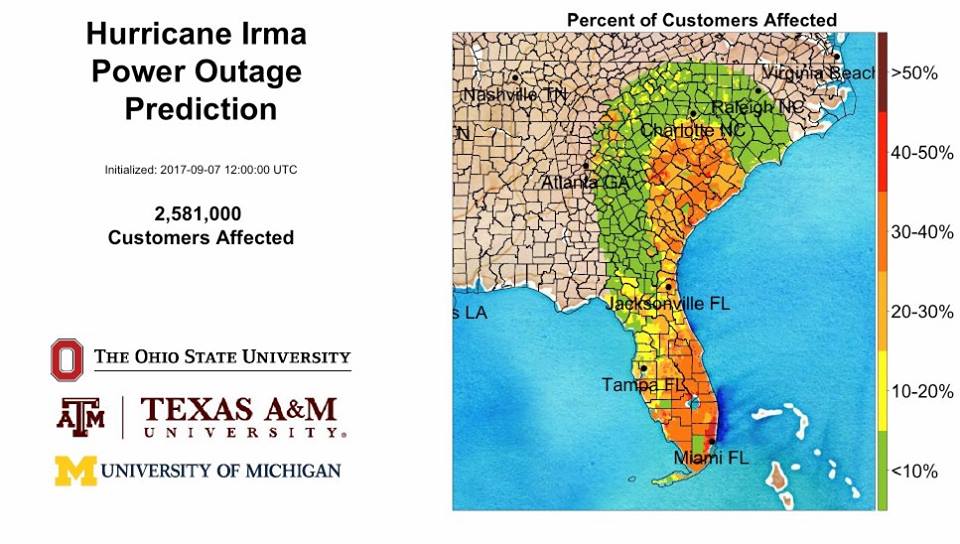 Hurricane Irma
Power Outage
Prediction
Initialized: 2017-09-07 12:00:00 UTC
2,581,000
Customers Affected
THE OHIO STATE UNIVERSITY
ATM
TEXAS A&M
UNIVERSITY®
M UNIVERSITY OF MICHIGAN
Percent of Customers Affected
Virginia Beach
Nashville TN
Raleigh NC
Charlotte NC
N
Atlanta GA
Jacksonville FL
s LA
Tampa FL
Miami FL
>50%
40-50%
30-40%
20-30%
10-20%
<10%